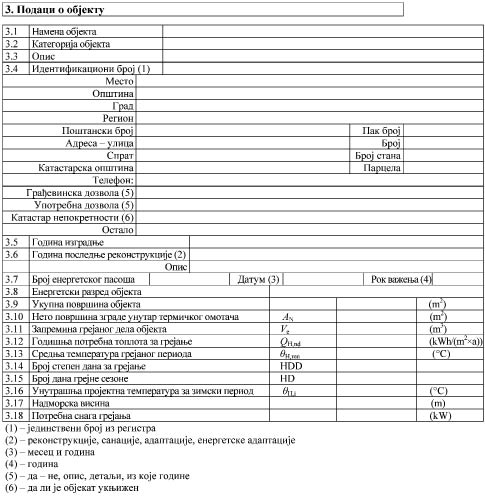 3. Подаци о објекту
3.1 Намена објекта
3.2 Категорија објекта
3.3 Опис
3.4 Идентификациони број (1)
Место
Општина
Град
Регион
Поштански број Пак број
Адреса – улица Број
Спрат Број стана
Катастарска општина Парцела
Телефон:
Грађевинска дозвола (5)
Употребна дозвола (5)
Катастар непокретности (6)
Остало
3.5 Година изградње
3.6 Година последње реконструкције (2)
Опис
3.7 Број енергетског пасоша Датум (3) Рок важења (4)
3.8 Енергетски разред објекта
3.9 Укупна површина објекта (m²)
3.10 Нето површина зграде унутар термичког омотача A_N (m²)
3.11 Запремина грејаног дела објекта V_e (m³)
3.12 Годишња потребна топлота за грејање Q_H,nd (kWh/(m²×a))
3.13 Средња температура грејаног периода θ_H,mn (°C)
3.14 Број степен дана за грејање HDD
3.15 Број дана грејне сезоне HD
3.16 Унутрашња пројектна температура за зимски период θ_H,i (°C)
3.17 Надморска висина (m)
3.18 Потребна снага грејања (kW)
(1) – јединствени број из регистра
(2) – реконструкције, санације, адаптације, енергетске адаптације
(3) – месец и година
(4) – година
(5) – да – не, опис, детаљи, из које године
(6) – да ли је објекат укњижен